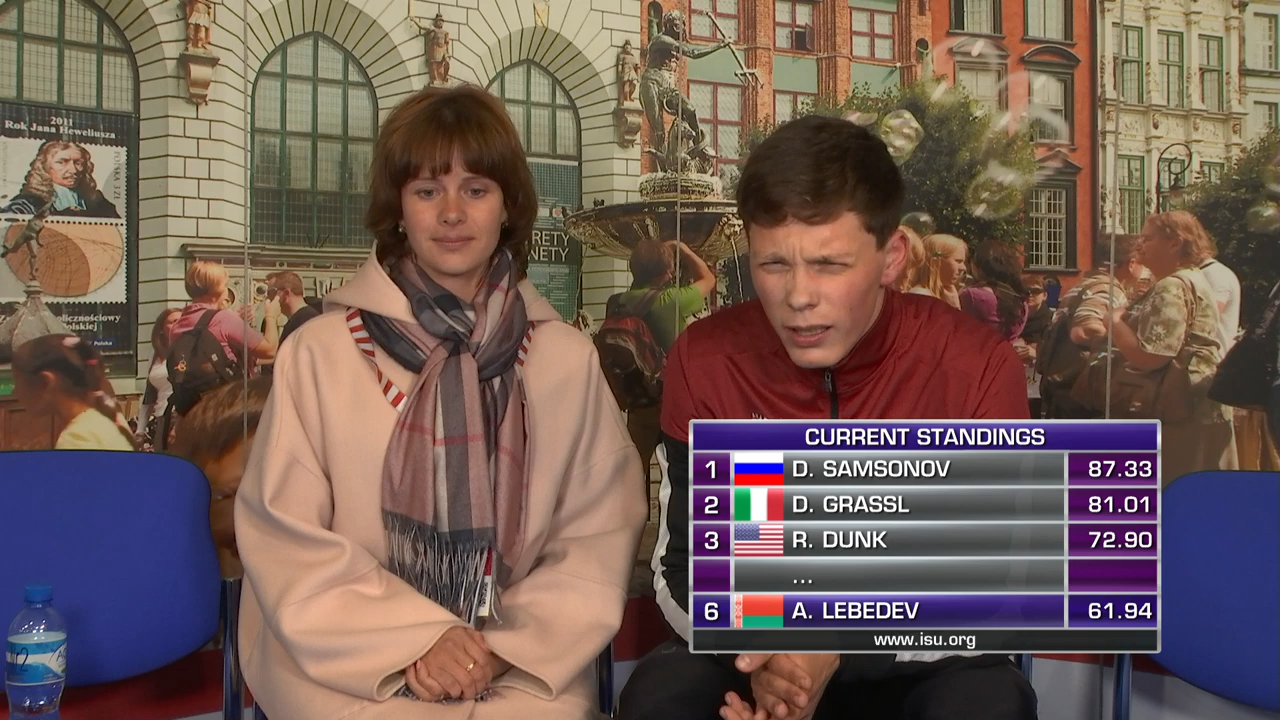 2011
Rok Jana Heweliusza
CURRENT STANDINGS
1 D. SAMSONOV 87.33
2 D. GRASSL 81.01
3 R. DUNK 72.90
...
6 A. LEBEDEV 61.94
www.isu.org